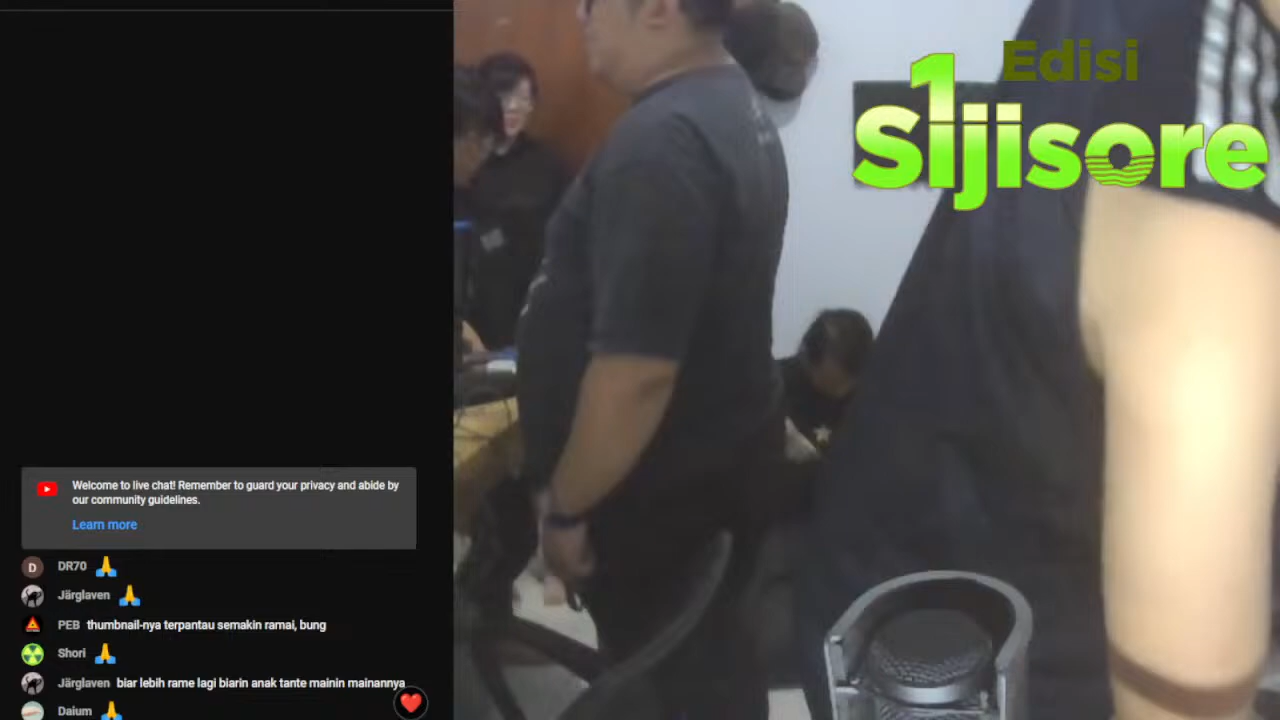 Edisi
S1jisore
Welcome to live chat! Remember to guard your privacy and abide by
our community guidelines.
Learn more
D DR70 🙏
Järglaven 🙏
PEB thumbnail-nya terpantau semakin ramai, bung
Shori 🙏
Järglaven biar lebih rame lagi biarin anak tante mainin mainannya
Daium 🙏